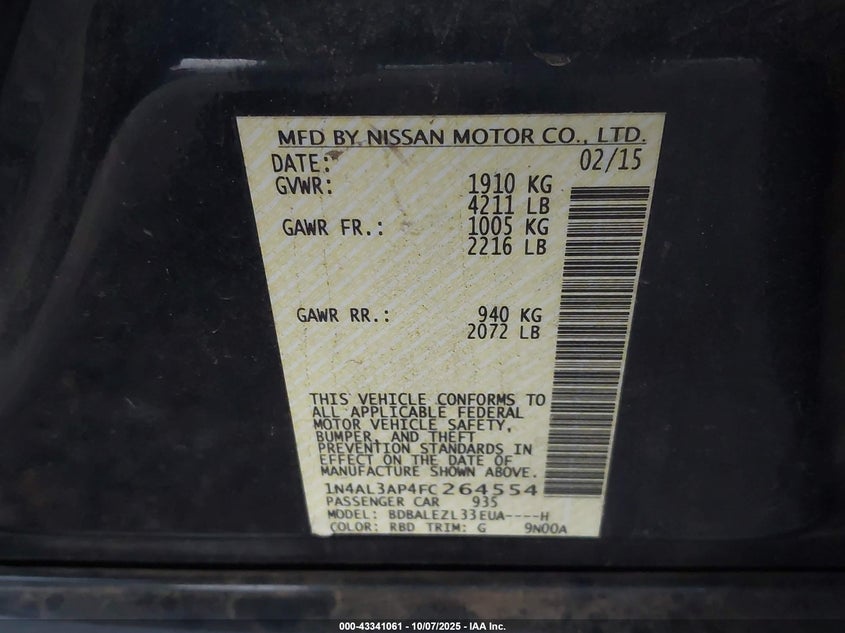 MFD BY NISSAN MOTOR CO., LTD.
DATE: 02/15
GVWR: 1910 KG
4211 LB
GAWR FR.: 1005 KG
2216 LB
GAWR RR.: 940 KG
2072 LB
THIS VEHICLE CONFORMS TO
ALL APPLICABLE FEDERAL
MOTOR VEHICLE SAFETY,
BUMPER, AND THEFT
PREVENTION STANDARDS IN
EFFECT ON THE DATE OF
MANUFACTURE SHOWN ABOVE.
1N4AL3AP4FC264554
PASSENGER CAR 935
MODEL: BDBALEZL33EUA----H
COLOR: RBD TRIM: G 9N00A
000-43341061 - 10/07/2025 - IAA Inc.